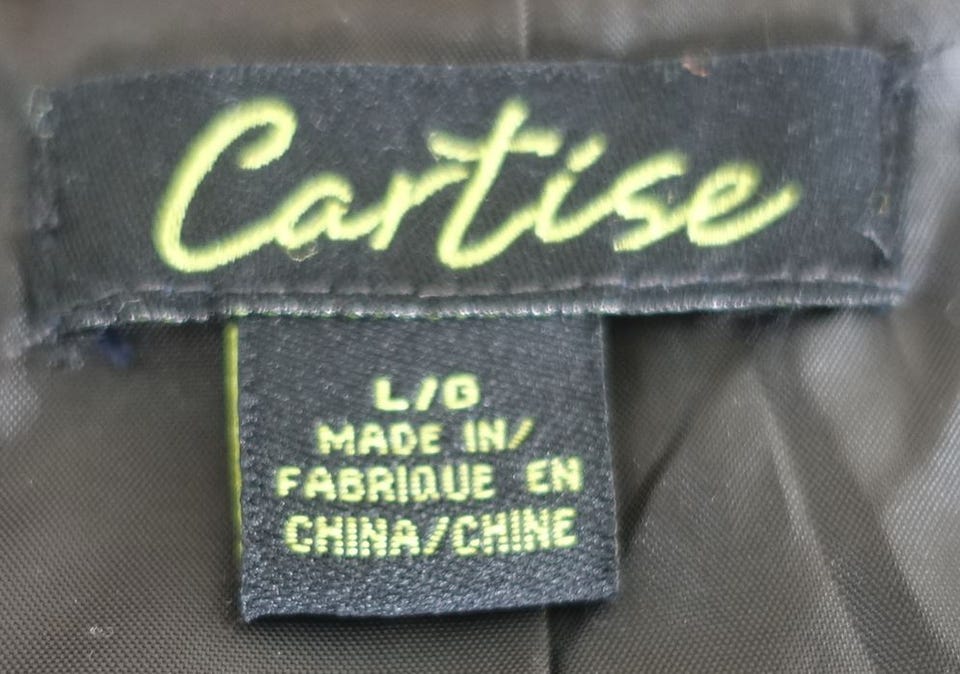 Cartise
L/G
MADE IN/
FABRIQUE EN
CHINA/CHINE